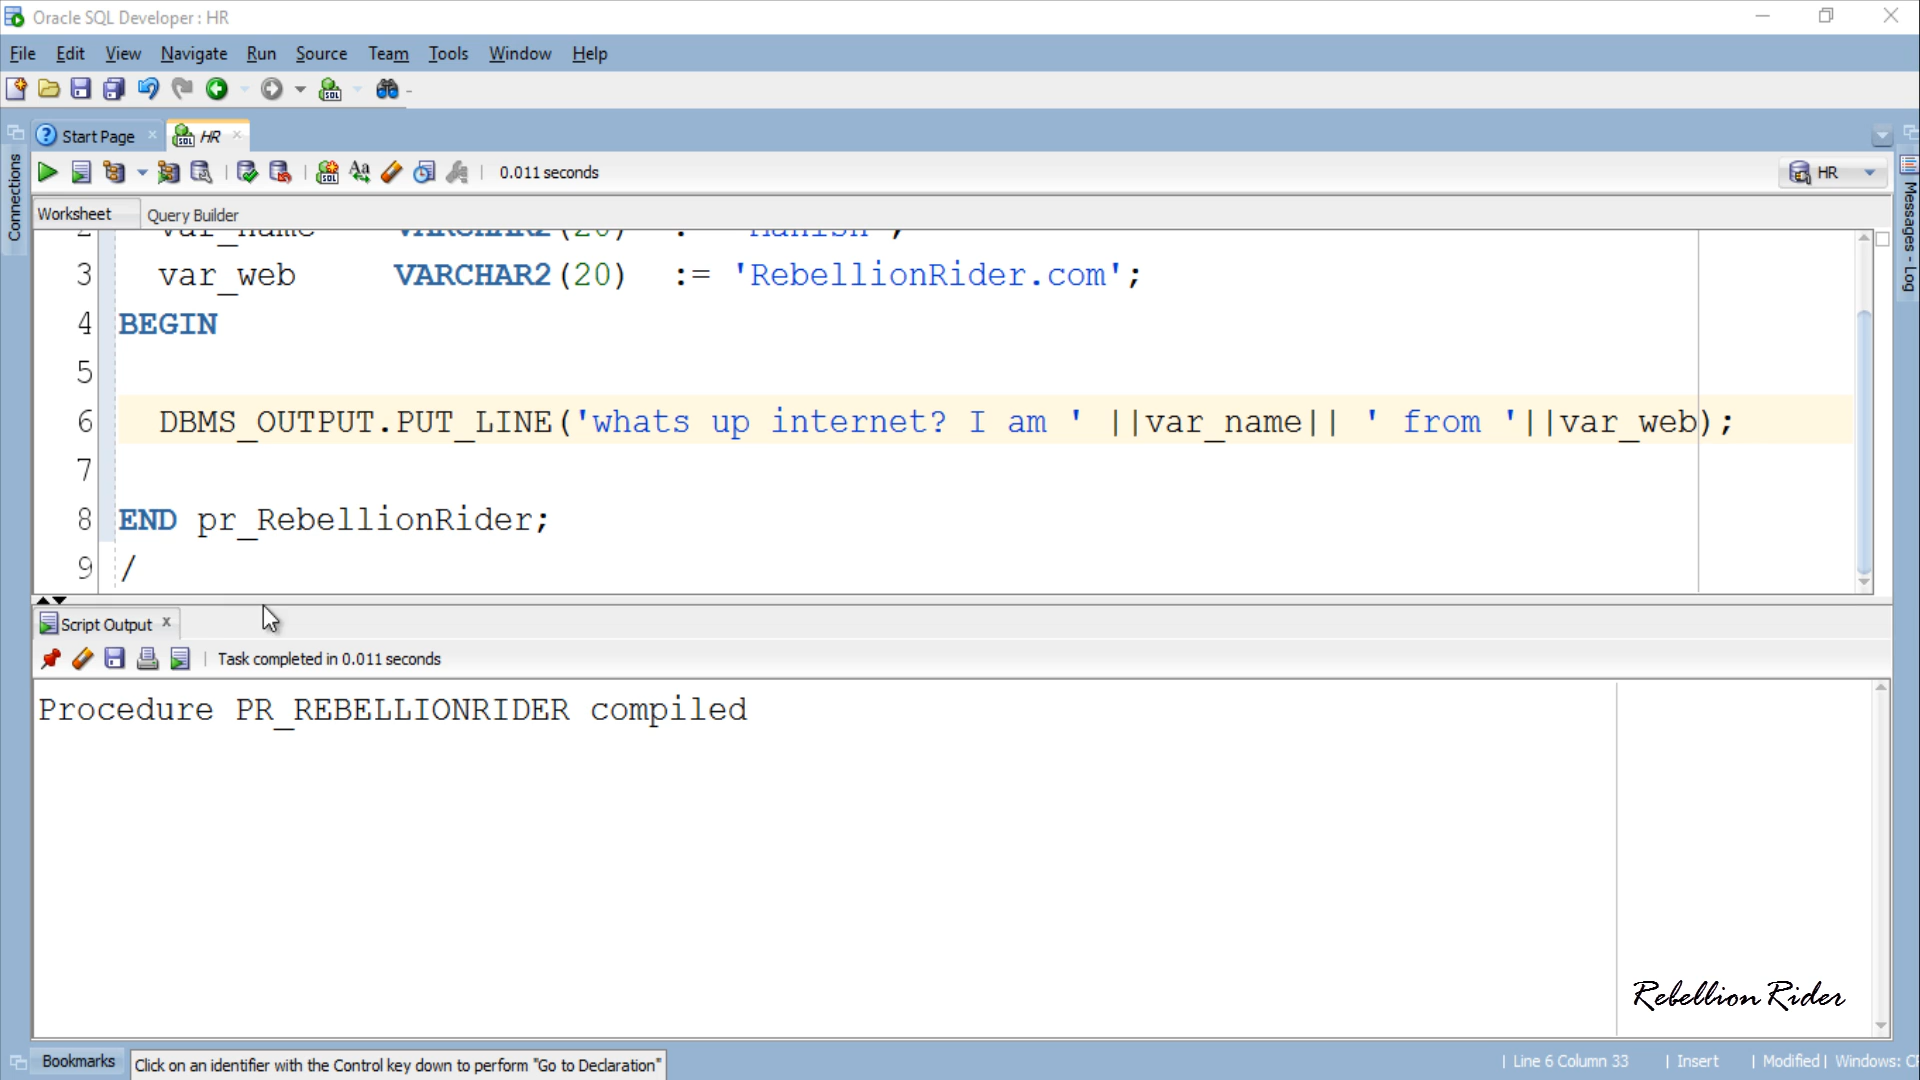 Oracle SQL Developer : HR
File Edit View Navigate Run Source Team Tools Window Help
Connections
Start Page
HR
0.011 seconds
HR
Messages - Log
Worksheet
Query Builder
2 var_name VARCHAR2(20) := 'Manish';
3 var_web VARCHAR2(20) := 'RebellionRider.com';
4 BEGIN
5
6 DBMS_OUTPUT.PUT_LINE('whats up internet? I am ' ||var_name|| ' from '||var_web);
7
8 END pr_RebellionRider;
9 /
Script Output
Task completed in 0.011 seconds
Procedure PR_REBELLIONRIDER compiled
Rebellion Rider
Bookmarks
Click on an identifier with the Control key down to perform "Go to Declaration"
| Line 6 Column 33 | Insert | Modified | Windows: